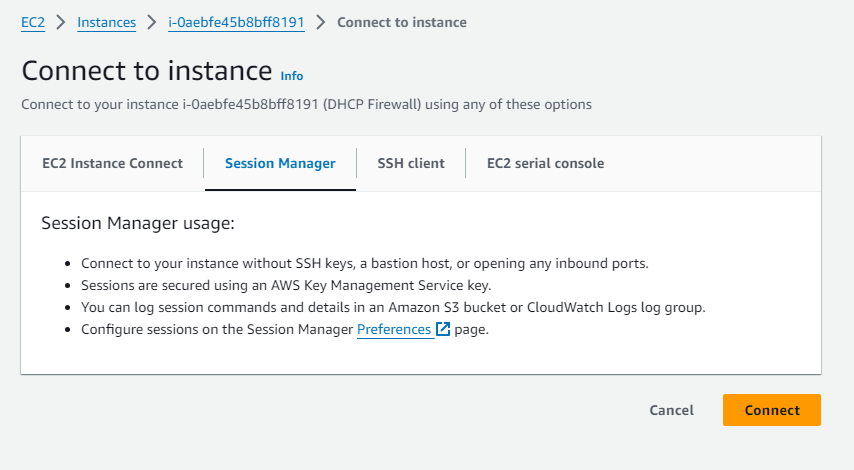 EC2 > Instances > i-0aebfe45b8bff8191 > Connect to instance
Connect to instance Info
Connect to your instance i-0aebfe45b8bff8191 (DHCP Firewall) using any of these options
EC2 Instance Connect Session Manager SSH client EC2 serial console
Session Manager usage:
• Connect to your instance without SSH keys, a bastion host, or opening any inbound ports.
• Sessions are secured using an AWS Key Management Service key.
• You can log session commands and details in an Amazon S3 bucket or CloudWatch Logs log group.
• Configure sessions on the Session Manager Preferences page.
Cancel Connect